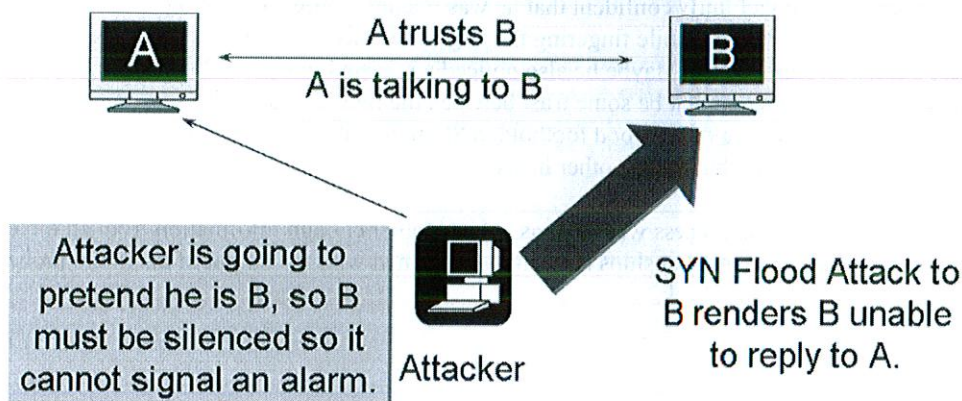 A
A trusts B
A is talking to B
B
Attacker is going to
pretend he is B, so B
must be silenced so it
cannot signal an alarm.
Attacker
SYN Flood Attack to
B renders B unable
to reply to A.